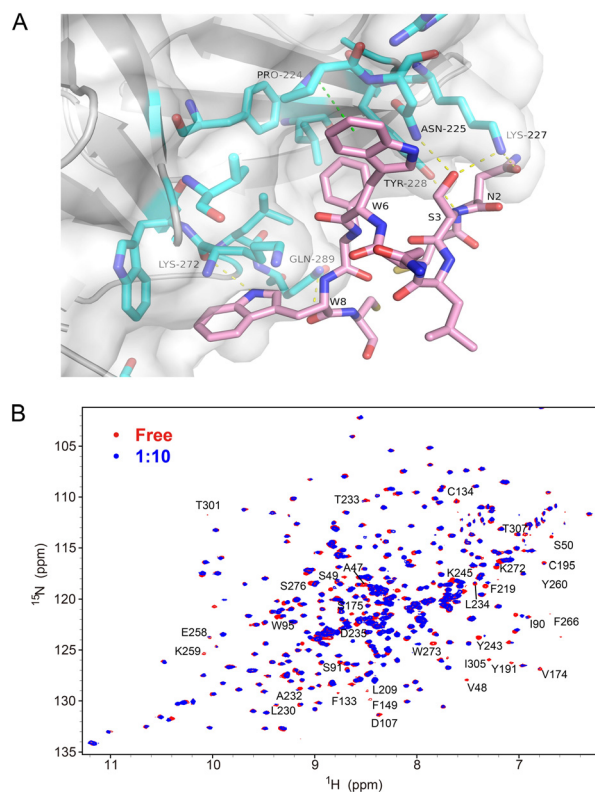 A
PRO-224
ASN-225
LYS-227
TYR-228
N2
W6
S3
LYS-272
GLN-289
W8
B
Free
1:10
105
110
115
120
125
130
135
15N (ppm)
T301
T233
C134
T307
S50
K272
C195
A47
K245
S49
S276
F219
Y260
L234
S175
I90
F266
W95
E258
D235
Y243
K259
W273
S91
I305
Y191
V174
A232
L209
V48
L230
F133
F149
D107
11
10
9
8
7
1H (ppm)